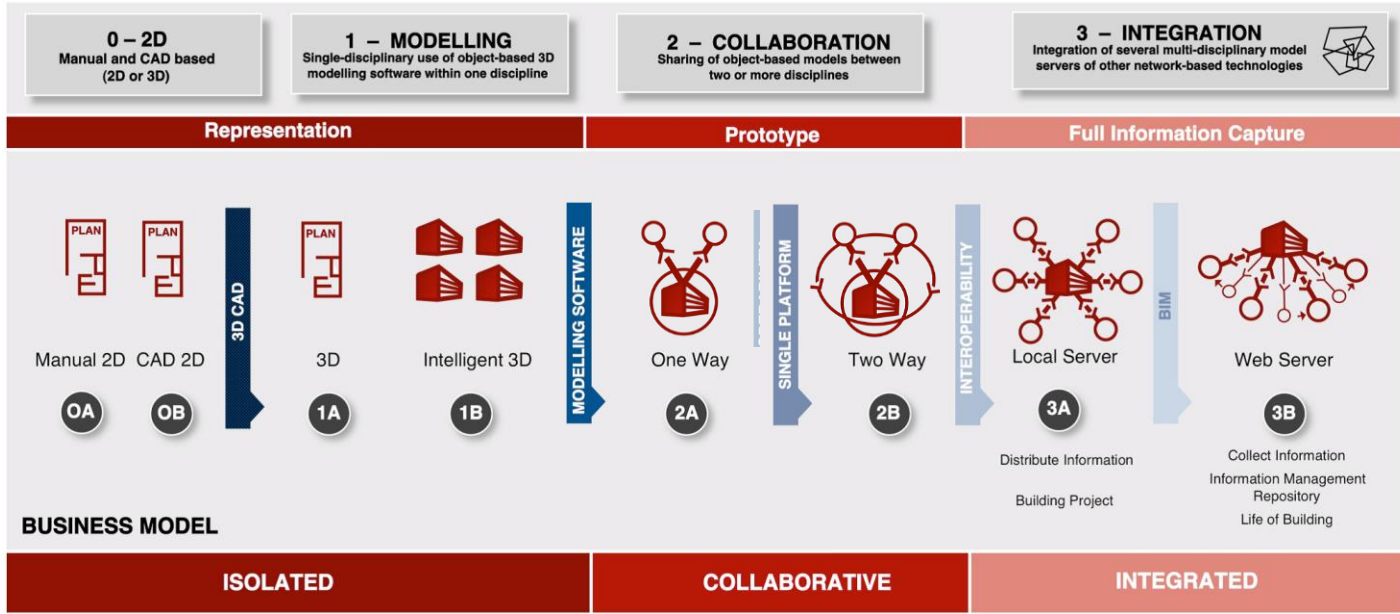 0 – 2D
Manual and CAD based
(2D or 3D)
1 – MODELLING
Single-disciplinary use of object-based 3D
modelling software within one discipline
2 – COLLABORATION
Sharing of object-based models between
two or more disciplines
3 – INTEGRATION
Integration of several multi-disciplinary model
servers of other network-based technologies
Representation
Prototype
Full Information Capture
PLAN
PLAN
3D CAD
PLAN
MODELLING SOFTWARE
SINGLE PLATFORM
INTEROPERABILITY
BIM
Manual 2D
CAD 2D
3D
Intelligent 3D
One Way
Two Way
Local Server
Web Server
OA
OB
1A
1B
2A
2B
3A
3B
Distribute Information
Building Project
Collect Information
Information Management
Repository
Life of Building
BUSINESS MODEL
ISOLATED
COLLABORATIVE
INTEGRATED